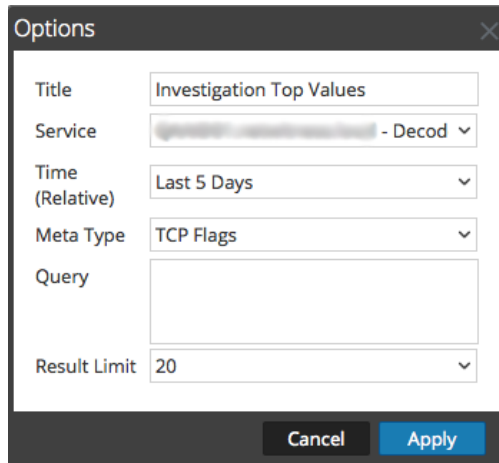 Options
Title Investigation Top Values
Service - Decod
Time
(Relative) Last 5 Days
Meta Type TCP Flags
Query
Result Limit 20
Cancel Apply